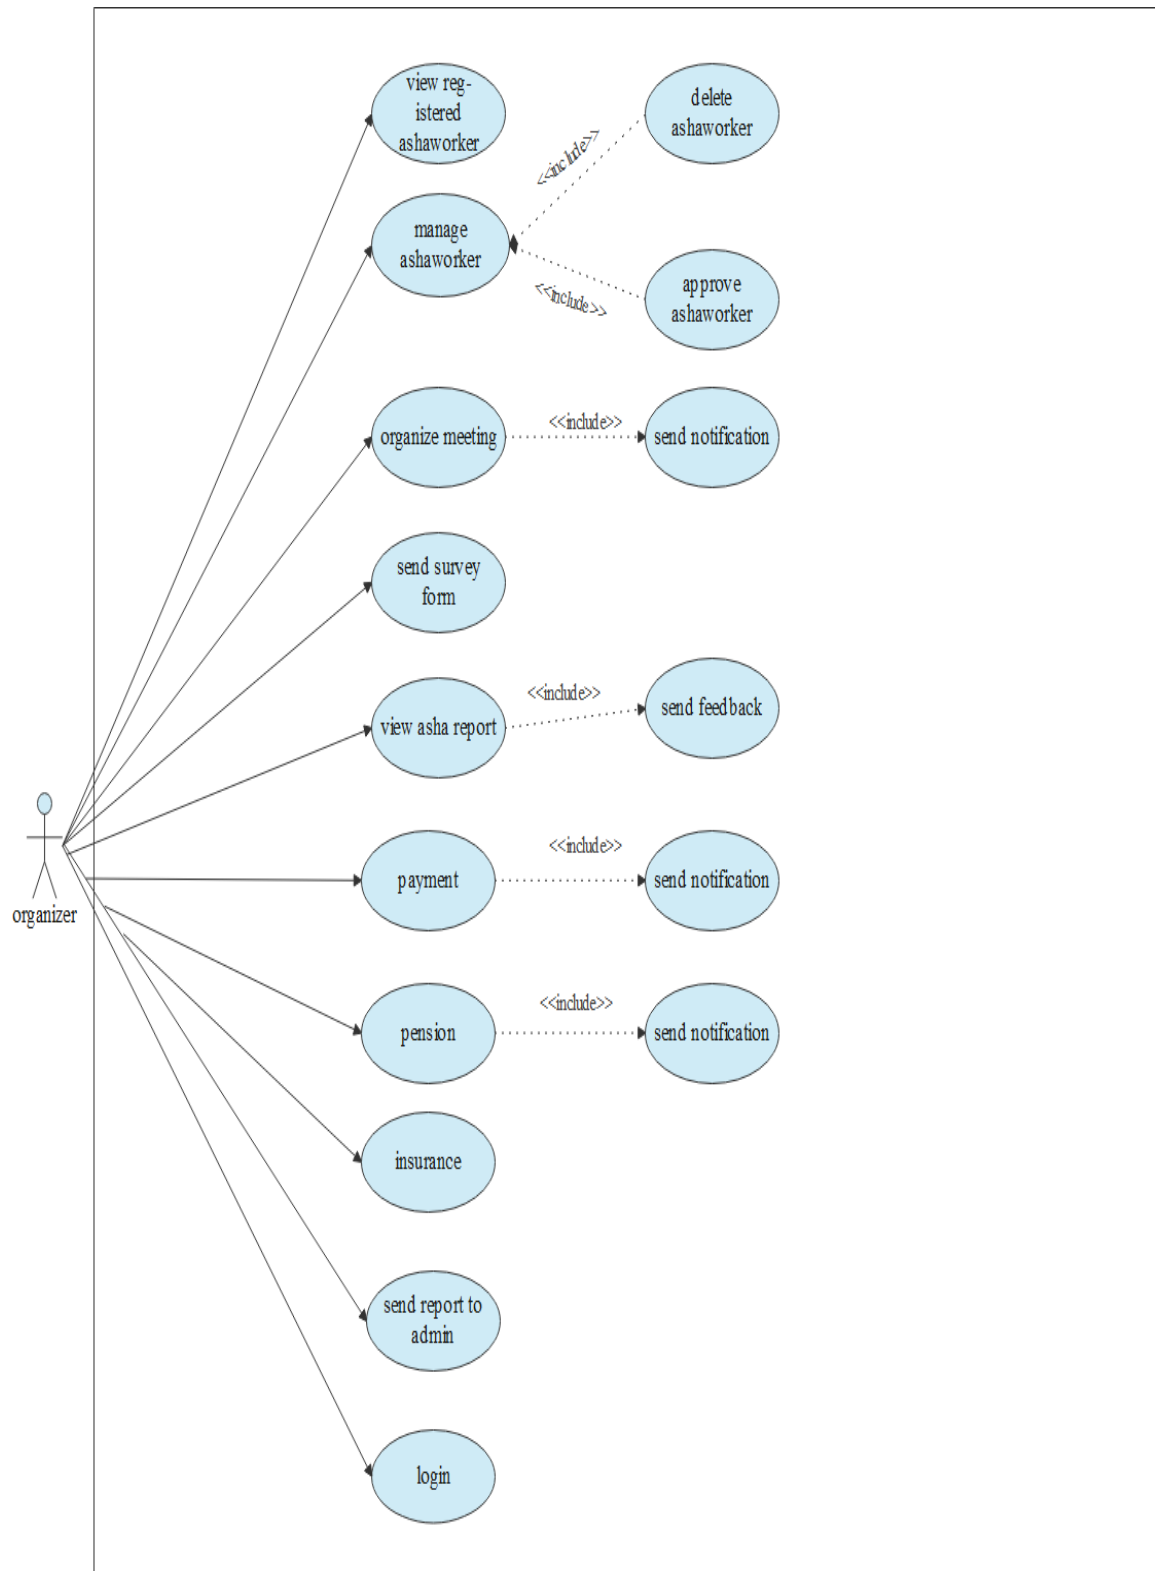 view reg-
istered
ashaworker
delete
ashaworker
<<include>>
manage
ashaworker
<<include>>
approve
ashaworker
organize meeting
<<include>>
send notification
send survey
form
view asha report
<<include>>
send feedback
organizer
payment
<<include>>
send notification
pension
<<include>>
send notification
insurance
send report to
admin
login